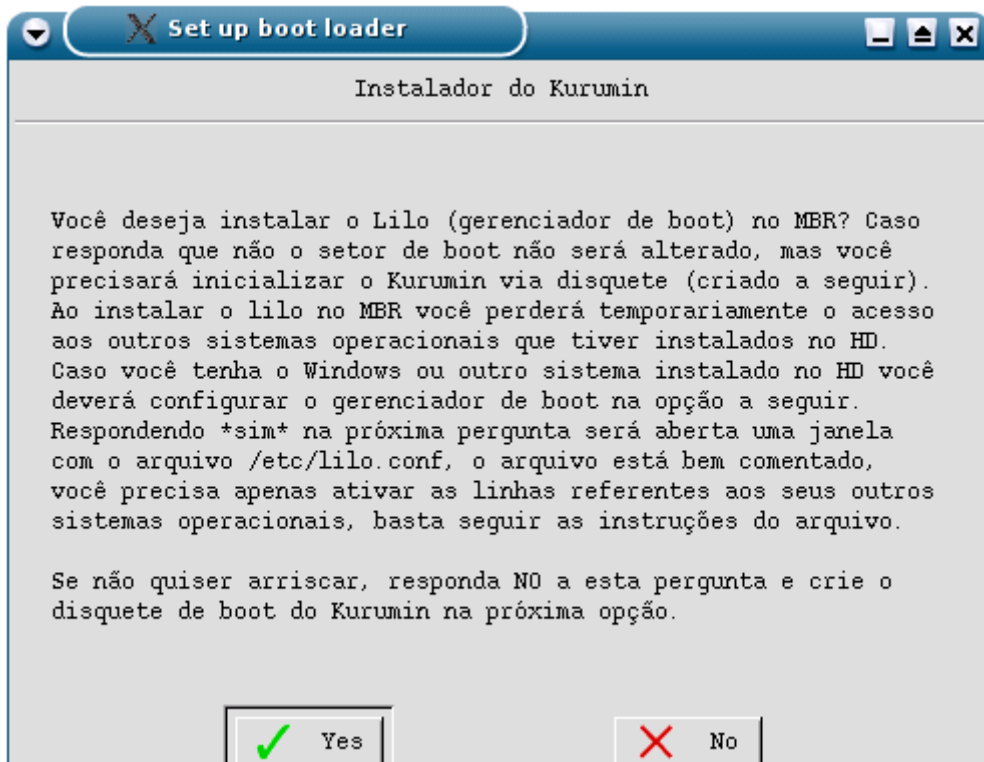 Set up boot loader
Instalador do Kurumin
Você deseja instalar o Lilo (gerenciador de boot) no MBR? Caso
responda que não o setor de boot não será alterado, mas você
precisará inicializar o Kurumin via disquete (criado a seguir).
Ao instalar o lilo no MBR você perderá temporariamente o acesso
aos outros sistemas operacionais que tiver instalados no HD.
Caso você tenha o Windows ou outro sistema instalado no HD você
deverá configurar o gerenciador de boot na opção a seguir.
Respondendo *sim* na próxima pergunta será aberta uma janela
com o arquivo /etc/lilo.conf, o arquivo está bem comentado,
você precisa apenas ativar as linhas referentes aos seus outros
sistemas operacionais, basta seguir as instruções do arquivo.
Se não quiser arriscar, responda NO a esta pergunta e crie o
disquete de boot do Kurumin na próxima opção.
Yes No